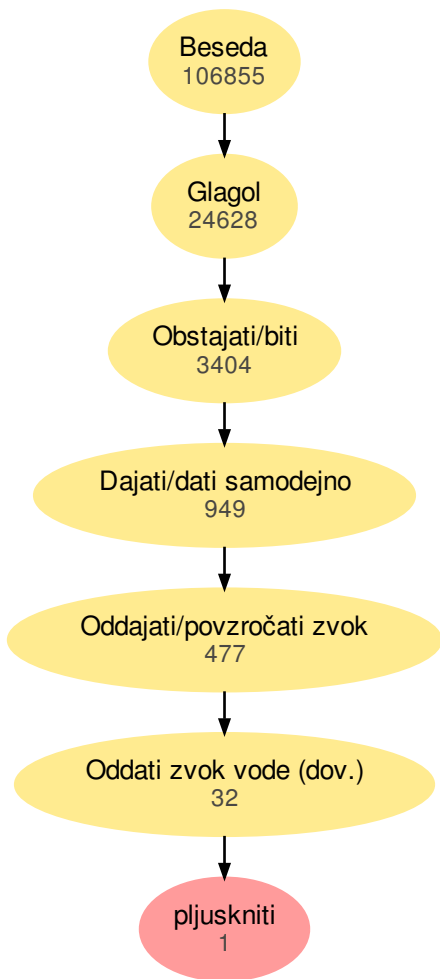 Beseda
106855
Glagol
24628
Obstajati/biti
3404
Dajati/dati samodejno
949
Oddajati/povzročati zvok
477
Oddati zvok vode (dov.)
32
pljuskniti
1